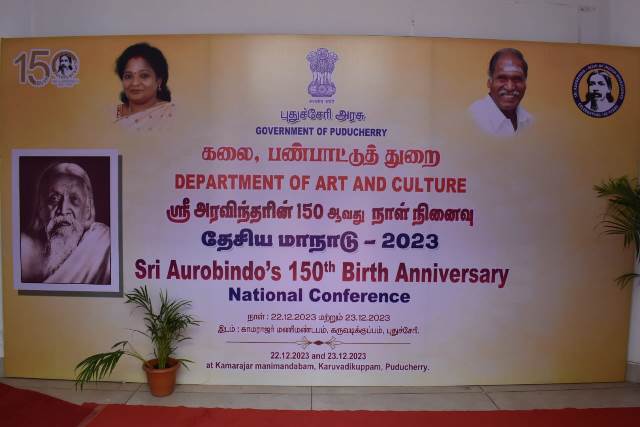 150
புதுச்சேரி அரசு
GOVERNMENT OF PUDUCHERRY
கலை, பண்பாட்டுத் துறை
DEPARTMENT OF ART AND CULTURE
ஸ்ரீ அரவிந்தரின் 150 ஆவது நாள் நினைவு
தேசிய மாநாடு – 2023
Sri Aurobindo's 150th Birth Anniversary
National Conference
நாள் : 22.12.2023 மற்றும் 23.12.2023
இடம் : காமராஜர் மணிமண்டபம், கருவடிக்குப்பம், புதுச்சேரி.
22.12.2023 and 23.12.2023
at Kamarajar manimandabam, Karuvadikuppam, Puducherry.